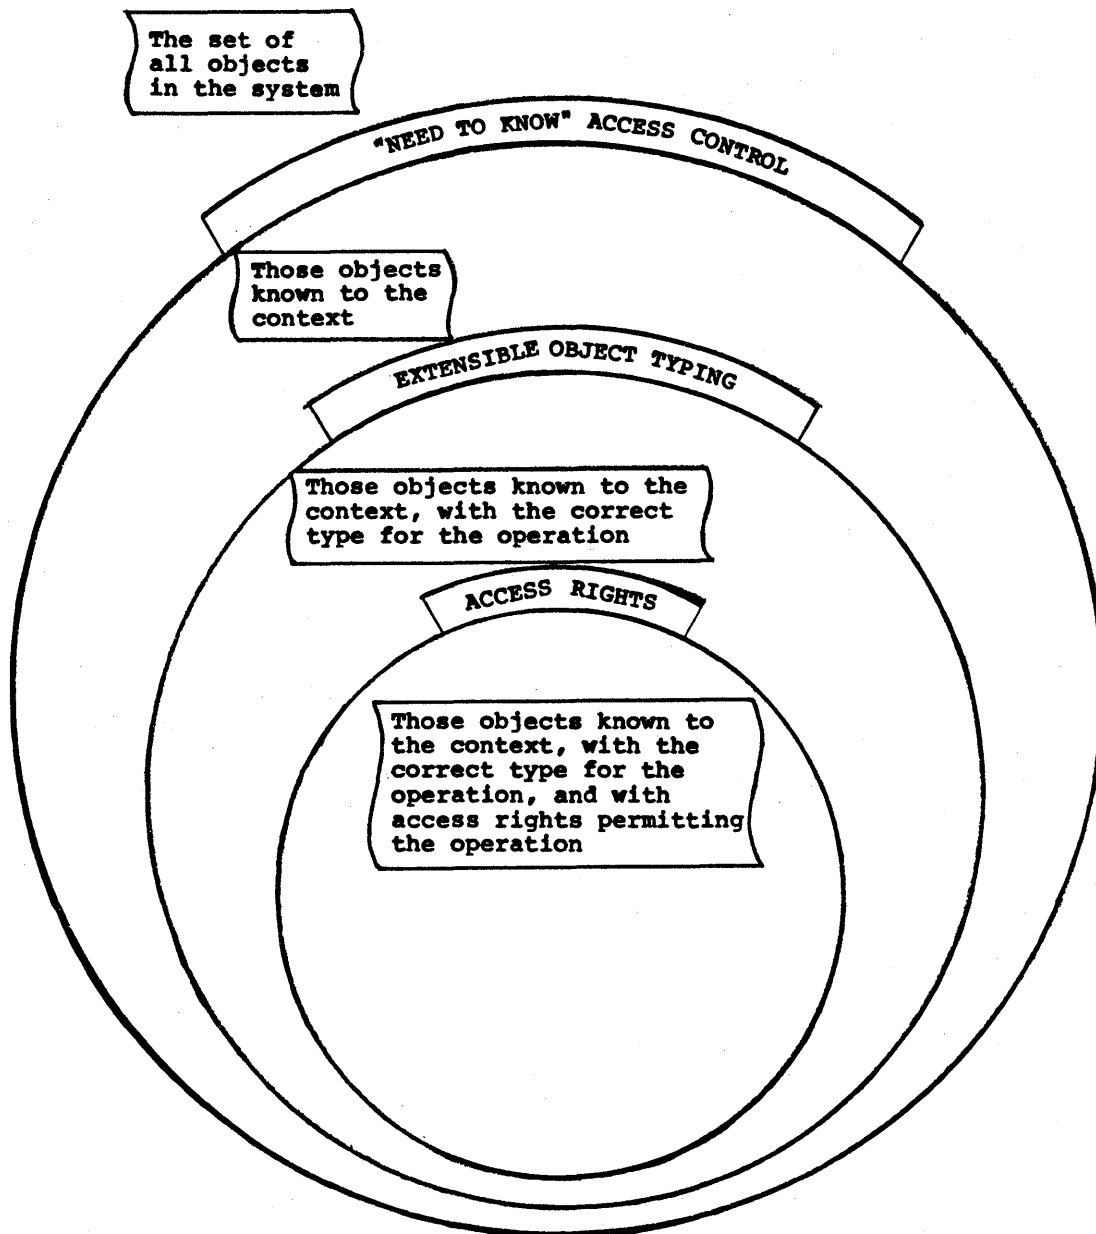 The set of
all objects
in the system
"NEED TO KNOW" ACCESS CONTROL
Those objects
known to the
context
EXTENSIBLE OBJECT TYPING
Those objects known to the
context, with the correct
type for the operation
ACCESS RIGHTS
Those objects known to
the context, with the
correct type for the
operation, and with
access rights permitting
the operation